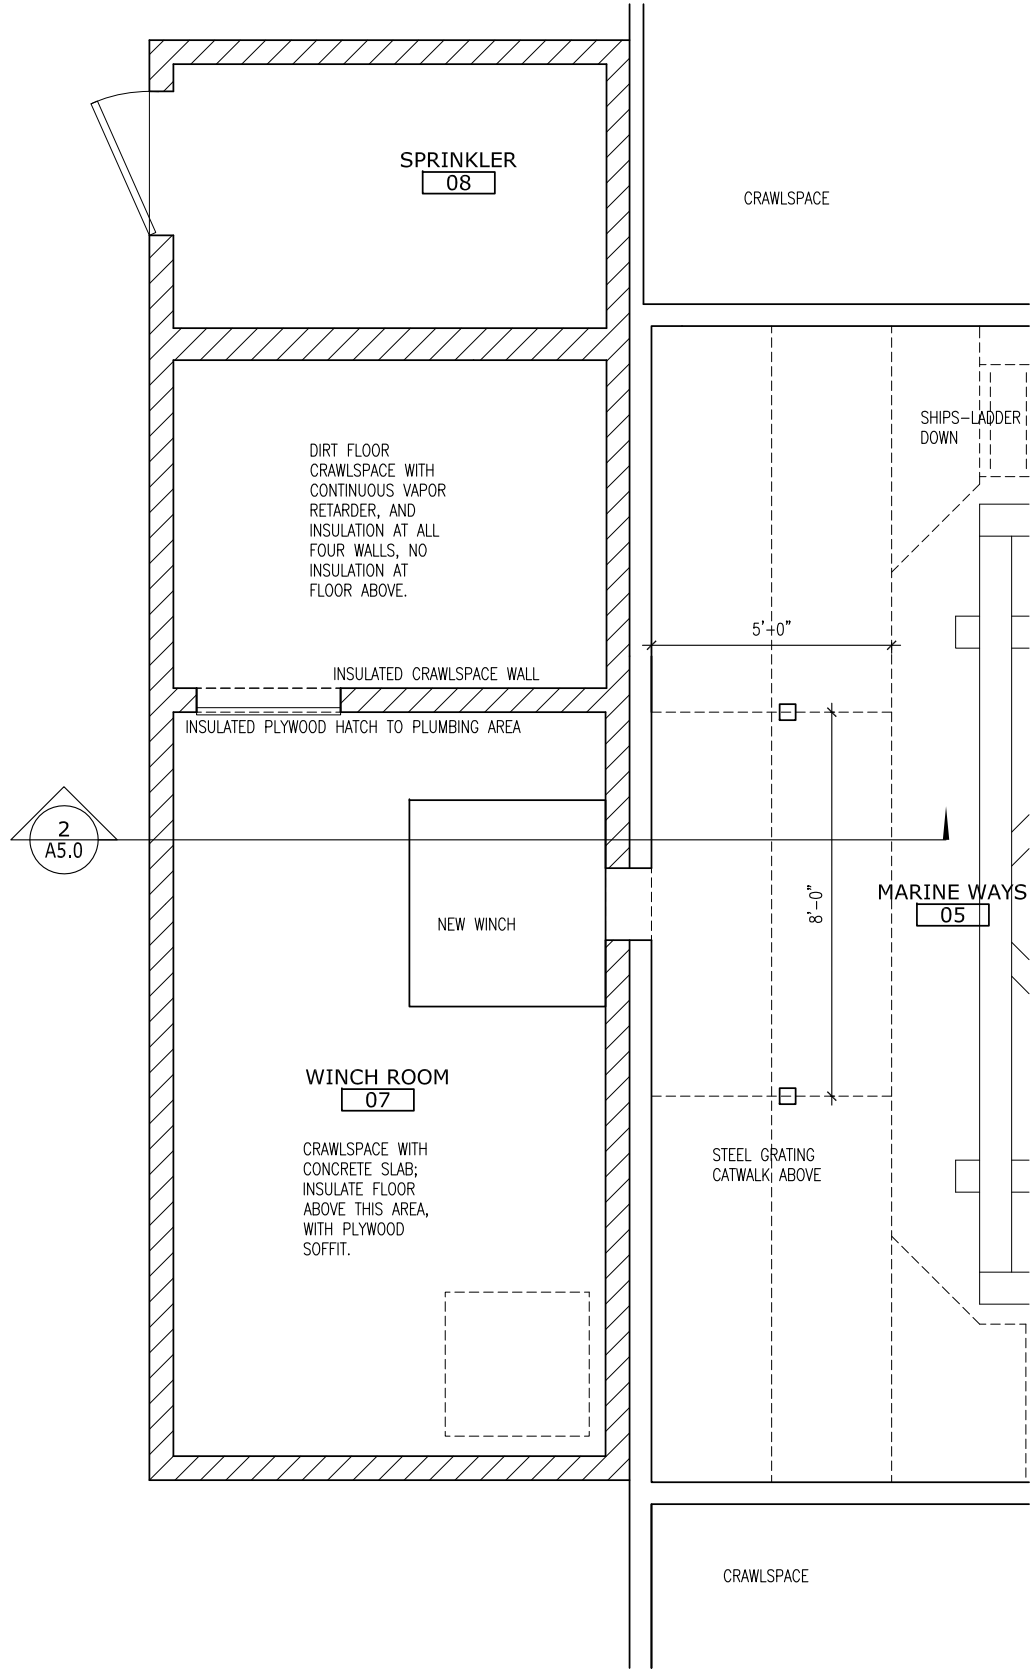 SPRINKLER
08
CRAWLSPACE
SHIPS-LADDER
DOWN
DIRT FLOOR
CRAWLSPACE WITH
CONTINUOUS VAPOR
RETARDER, AND
INSULATION AT ALL
FOUR WALLS, NO
INSULATION AT
FLOOR ABOVE.
5'-0"
INSULATED CRAWLSPACE WALL
INSULATED PLYWOOD HATCH TO PLUMBING AREA
2
A5.0
8'-0"
MARINE WAYS
05
NEW WINCH
WINCH ROOM
07
CRAWLSPACE WITH
CONCRETE SLAB;
INSULATE FLOOR
ABOVE THIS AREA,
WITH PLYWOOD
SOFFIT.
STEEL GRATING
CATWALK ABOVE
CRAWLSPACE